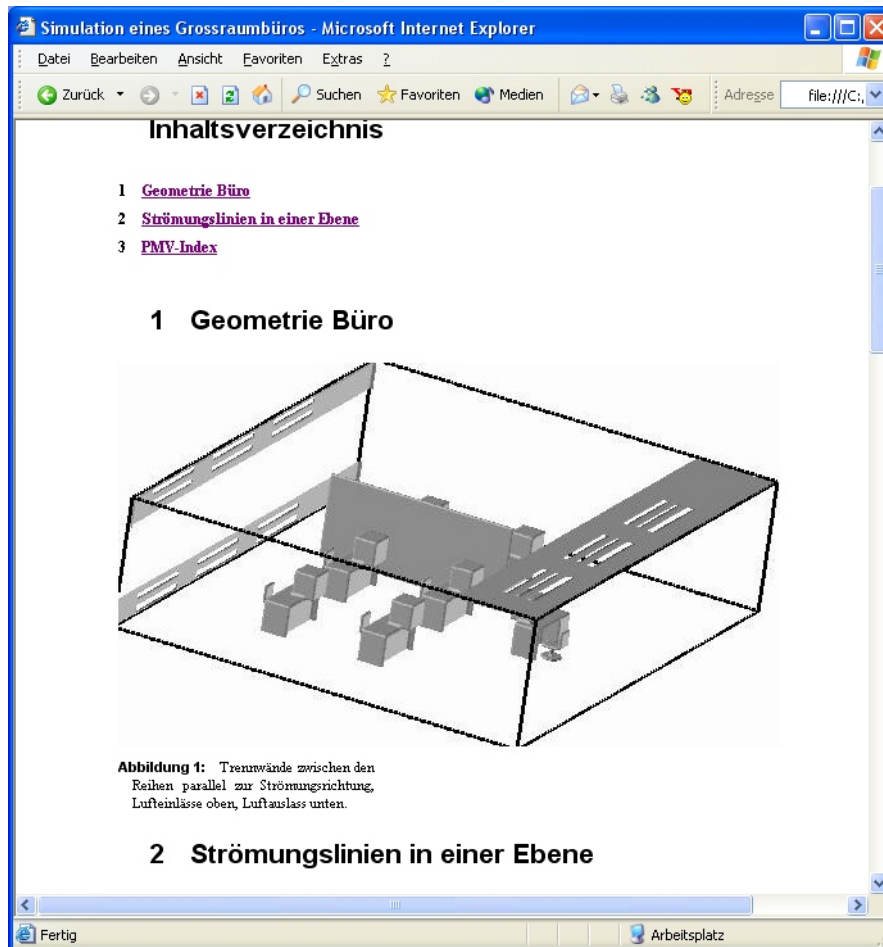 Simulation eines Grossraumbüros - Microsoft Internet Explorer
Datei Bearbeiten Ansicht Favoriten Extras ?
Zurück Suchen Favoriten Medien Adresse file:///C:,
Inhaltsverzeichnis
1 Geometrie Büro
2 Strömungslinien in einer Ebene
3 PMV-Index
1 Geometrie Büro
Abbildung 1: Trennwände zwischen den
Reihen parallel zur Strömungsrichtung,
Lufteinlässe oben, Luftauslass unten.
2 Strömungslinien in einer Ebene
Fertig Arbeitsplatz